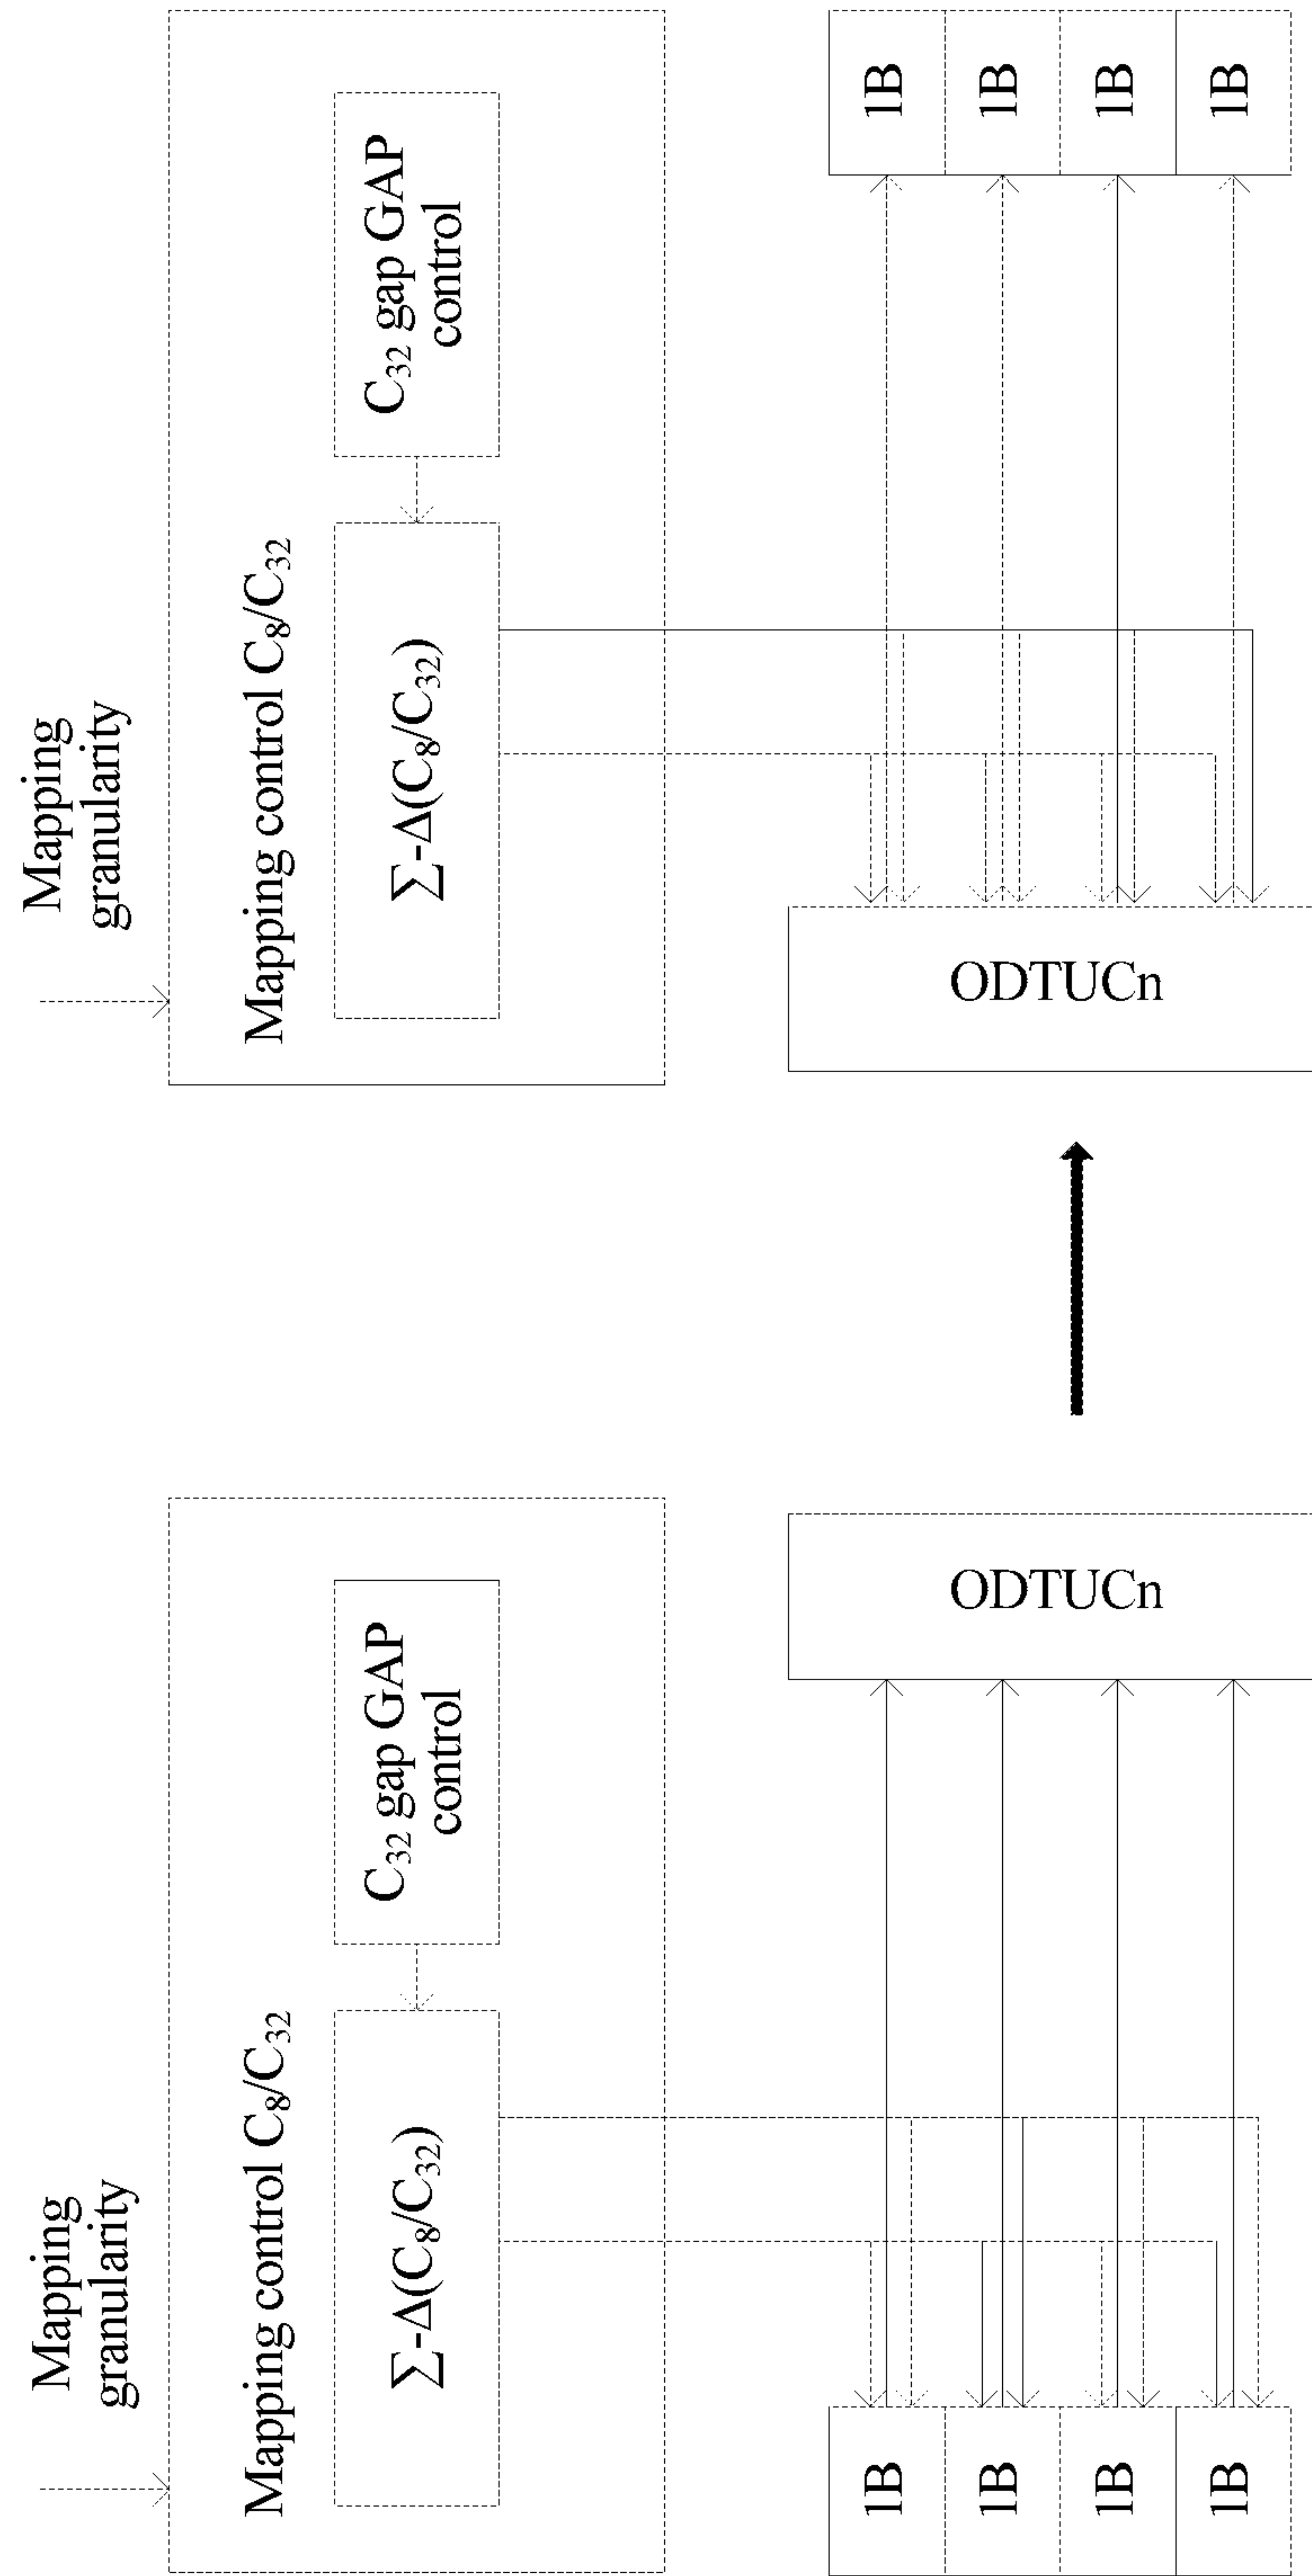 Mapping
granularity
Mapping control C₈/C₃₂
∑-Δ(C₈/C₃₂)
C₃₂ gap GAP
control
1B
1B
1B
1B
ODTUCn
Mapping
granularity
Mapping control C₈/C₃₂
∑-Δ(C₈/C₃₂)
C₃₂ gap GAP
control
ODTUCn
1B
1B
1B
1B